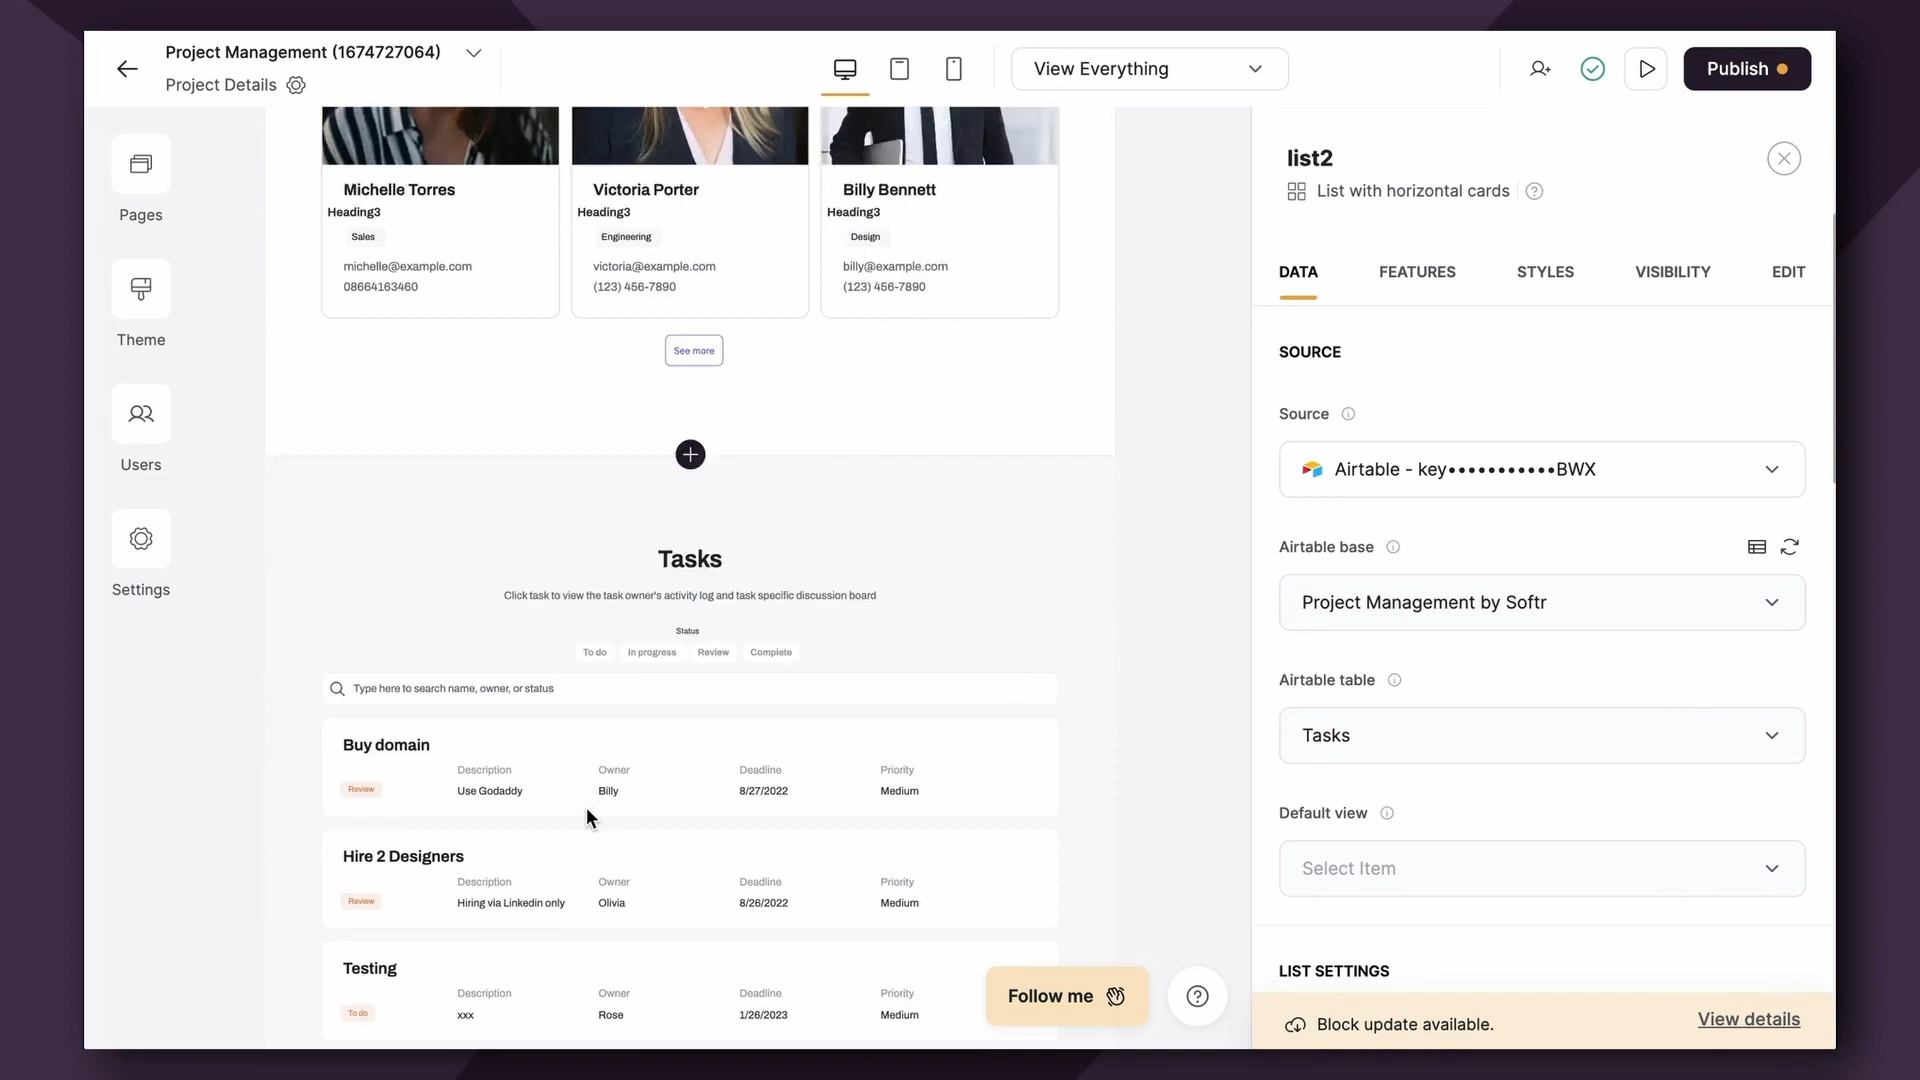 Project Management (1674727064)
Project Details
View Everything
Publish
Pages
Theme
Users
Settings
Michelle Torres
Heading3
Sales
michelle@example.com
08664163460
Victoria Porter
Heading3
Engineering
victoria@example.com
(123) 456-7890
Billy Bennett
Heading3
Design
billy@example.com
(123) 456-7890
See more
Tasks
Click task to view the task owner's activity log and task specific discussion board
Status
To do In progress Review Complete
Type here to search name, owner, or status
Buy domain
Description Owner Deadline Priority
Review Use Godaddy Billy 8/27/2022 Medium
Hire 2 Designers
Description Owner Deadline Priority
Review Hiring via Linkedin only Olivia 8/26/2022 Medium
Testing
Description Owner Deadline Priority
To do xxx Rose 1/26/2023 Medium
Follow me
list2
List with horizontal cards
DATA FEATURES STYLES VISIBILITY EDIT
SOURCE
Source
Airtable - key•••••••••••BWX
Airtable base
Project Management by Softr
Airtable table
Tasks
Default view
Select Item
LIST SETTINGS
Block update available. View details